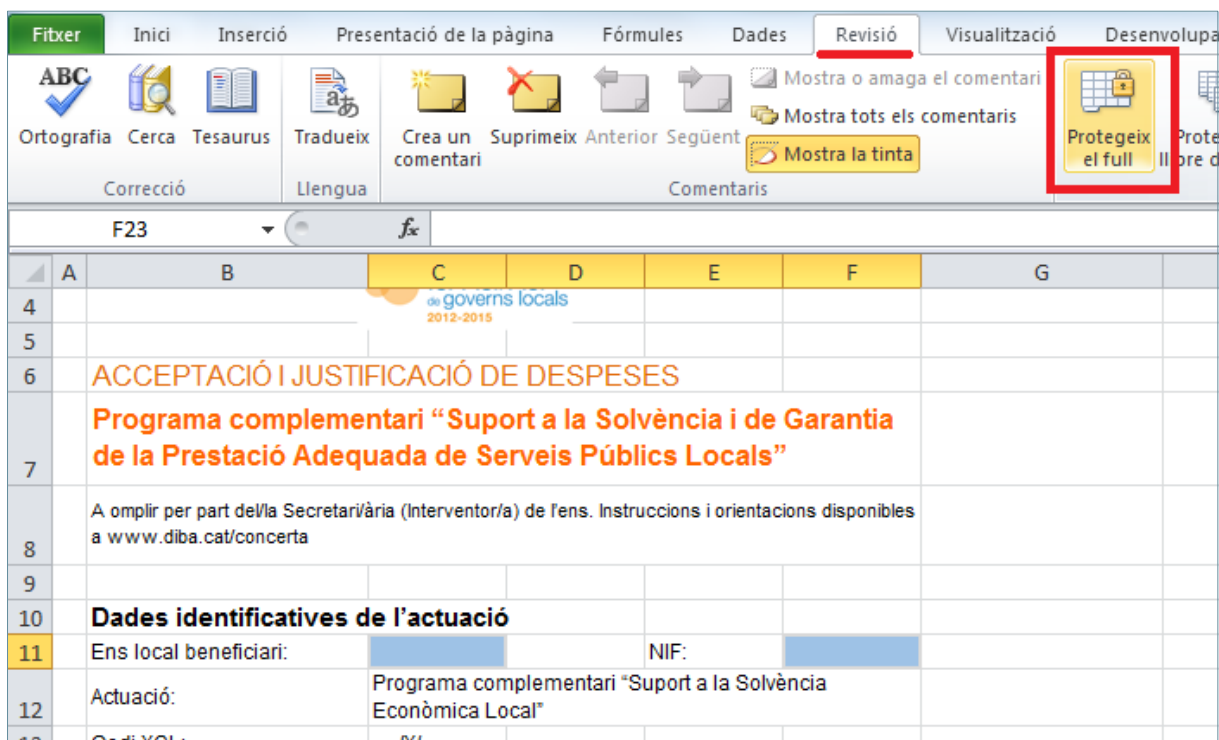 Fitxer Inici Inserció Presentació de la pàgina Fórmules Dades Revisió Visualització Desenvolupa
ABC
Ortografia Cerca Tesaurus Tradueix Crea un comentari Suprimeix Anterior Següent
Mostra o amaga el comentari
Mostra tots els comentaris
Mostra la tinta
Protegeix el full
Correcció Llengua Comentaris
F23 fx
A B C D E F G
4 de governs locals
2012-2015
5
6 ACCEPTACIÓ I JUSTIFICACIÓ DE DESPESES
Programa complementari “Suport a la Solvència i de Garantia
7 de la Prestació Adequada de Serveis Públics Locals”
A omplir per part del/la Secretari/ària (Interventor/a) de l'ens. Instruccions i orientacions disponibles
8 a www.diba.cat/concerta
9
10 Dades identificatives de l’actuació
11 Ens local beneficiari: NIF:
Actuació: Programa complementari “Suport a la Solvència
12 Econòmica Local”